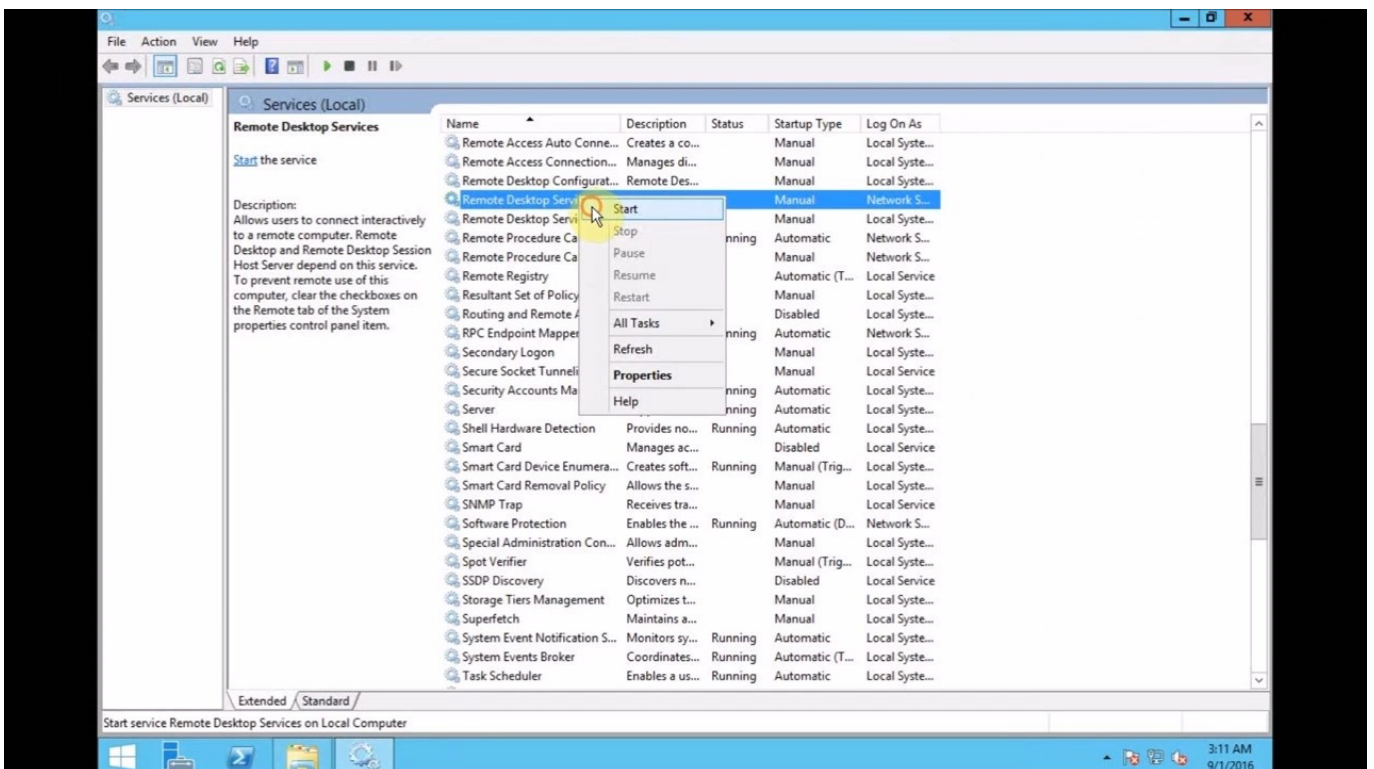 File Action View Help
Services (Local)
Services (Local)
Remote Desktop Services
Start the service
Description:
Allows users to connect interactively
to a remote computer. Remote
Desktop and Remote Desktop Session
Host Server depend on this service.
To prevent remote use of this
computer, clear the checkboxes on
the Remote tab of the System
properties control panel item.
Name Description Status Startup Type Log On As
Remote Access Auto Conne... Creates a co... Manual Local Syste...
Remote Access Connection... Manages di... Manual Local Syste...
Remote Desktop Configurat... Remote Des... Manual Local Syste...
Remote Desktop Servi Manual Network S...
Remote Desktop Servi Manual Local Syste...
Remote Procedure Ca nning Automatic Network S...
Remote Procedure Ca Manual Network S...
Remote Registry Automatic (T... Local Service
Resultant Set of Policy Manual Local Syste...
Routing and Remote A Disabled Local Syste...
RPC Endpoint Mapper nning Automatic Network S...
Secondary Logon Manual Local Syste...
Secure Socket Tunneli Manual Local Service
Security Accounts Ma nning Automatic Local Syste...
Server nning Automatic Local Syste...
Shell Hardware Detection Provides no... Running Automatic Local Syste...
Smart Card Manages ac... Disabled Local Service
Smart Card Device Enumera... Creates soft... Running Manual (Trig... Local Syste...
Smart Card Removal Policy Allows the s... Manual Local Syste...
SNMP Trap Receives tra... Manual Local Service
Software Protection Enables the ... Running Automatic (D... Network S...
Special Administration Con... Allows adm... Manual Local Syste...
Spot Verifier Verifies pot... Manual (Trig... Local Syste...
SSDP Discovery Discovers n... Disabled Local Service
Storage Tiers Management Optimizes t... Manual Local Syste...
Superfetch Maintains a... Manual Local Syste...
System Event Notification S... Monitors sy... Running Automatic Local Syste...
System Events Broker Coordinates... Running Automatic (T... Local Syste...
Task Scheduler Enables a us... Running Automatic Local Syste...
Start
Stop
Pause
Resume
Restart
All Tasks
Refresh
Properties
Help
Extended Standard
Start service Remote Desktop Services on Local Computer
3:11 AM
9/1/2016